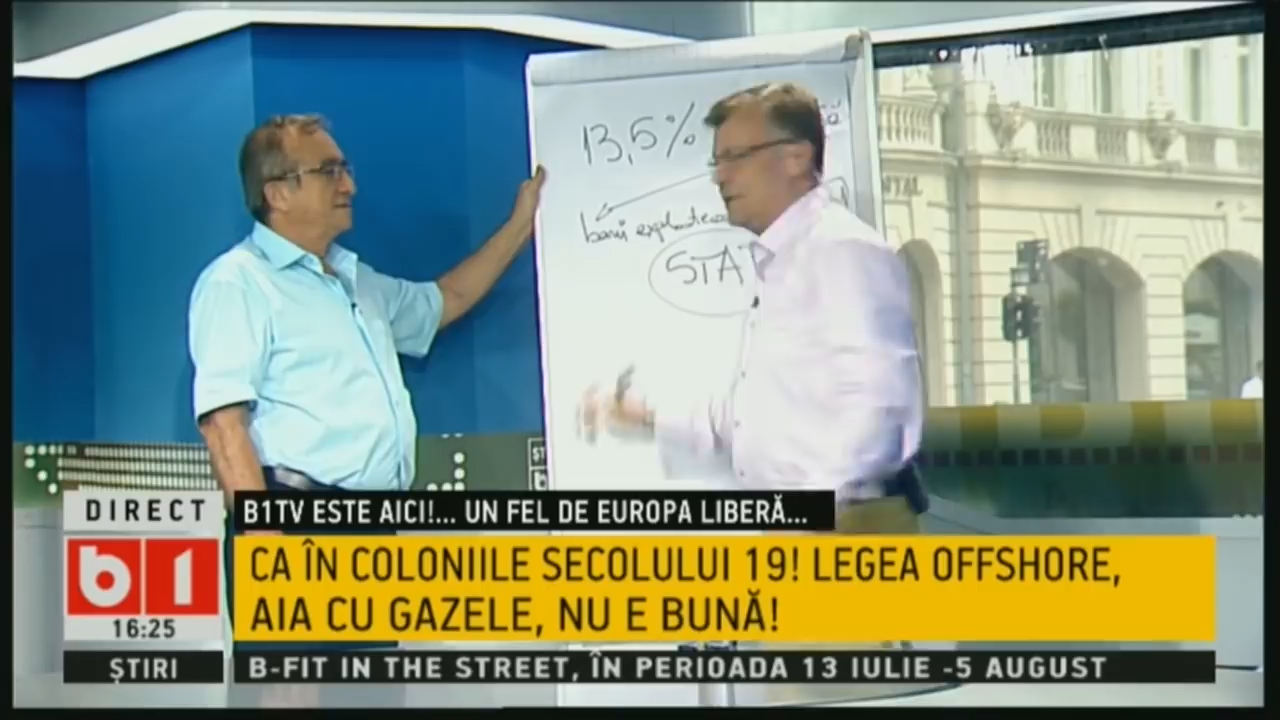 13,5%
banii
STAT
DIRECT
B1TV ESTE AICI!... UN FEL DE EUROPA LIBERĂ...
b1
CA ÎN COLONIILE SECOLULUI 19! LEGEA OFFSHORE,
AIA CU GAZELE, NU E BUNĂ!
16:25
ȘTIRI
B-FIT IN THE STREET, ÎN PERIOADA 13 IULIE -5 AUGUST